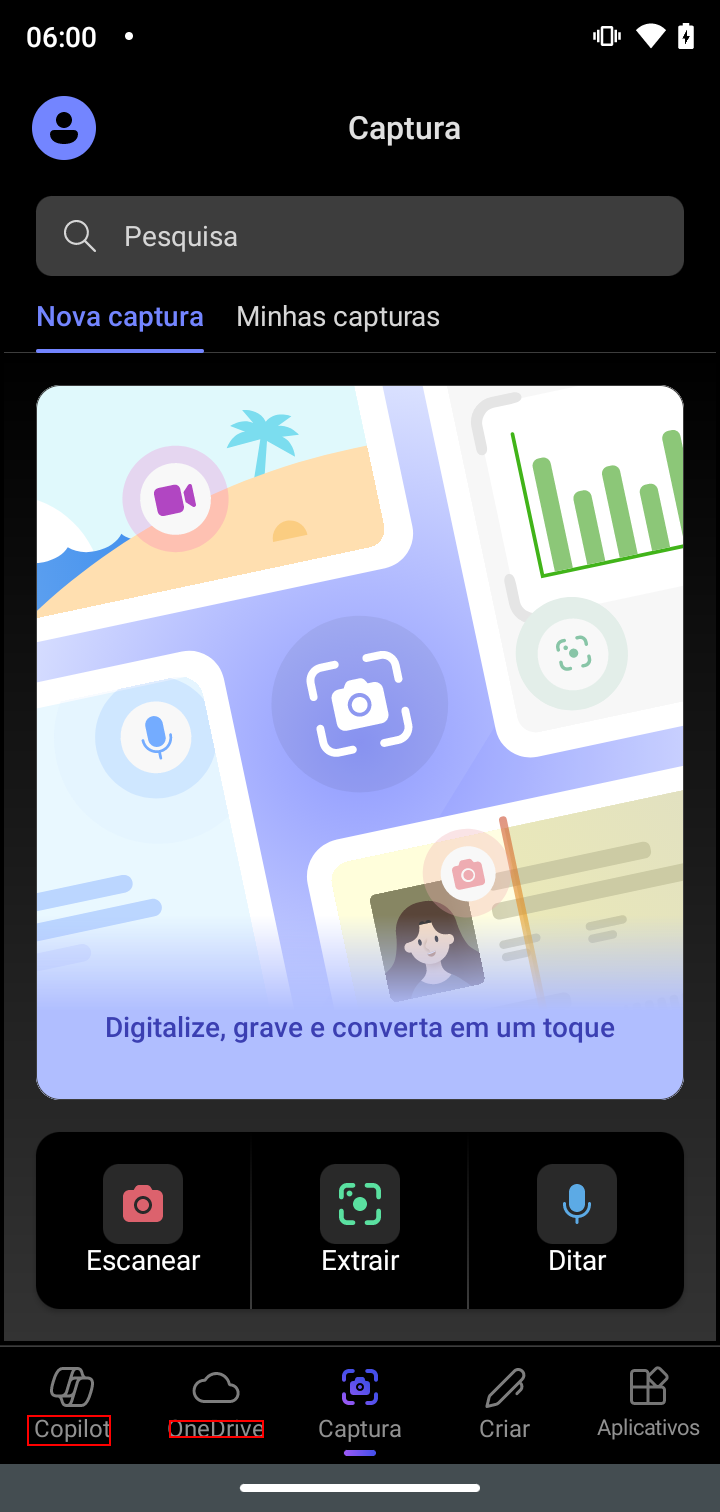 06:00
Captura
Pesquisa
Nova captura Minhas capturas
Digitalize, grave e converta em um toque
Escanear Extrair Ditar
Copilot OneDrive Captura Criar Aplicativos